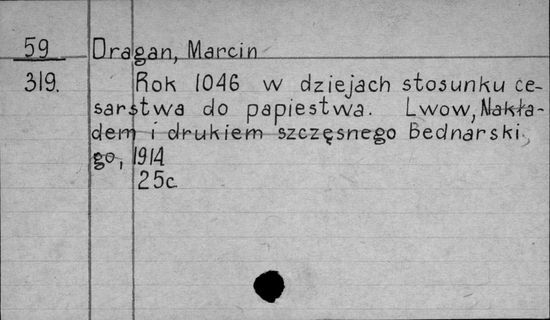 59 Dragan, Marcin
319. Rok 1046 w dziejach stosunku ce-
sarstwa do papiestwa. Lwow, Nakła-
dem i drukiem szczęsnego Bednarski
go, 1914
25c